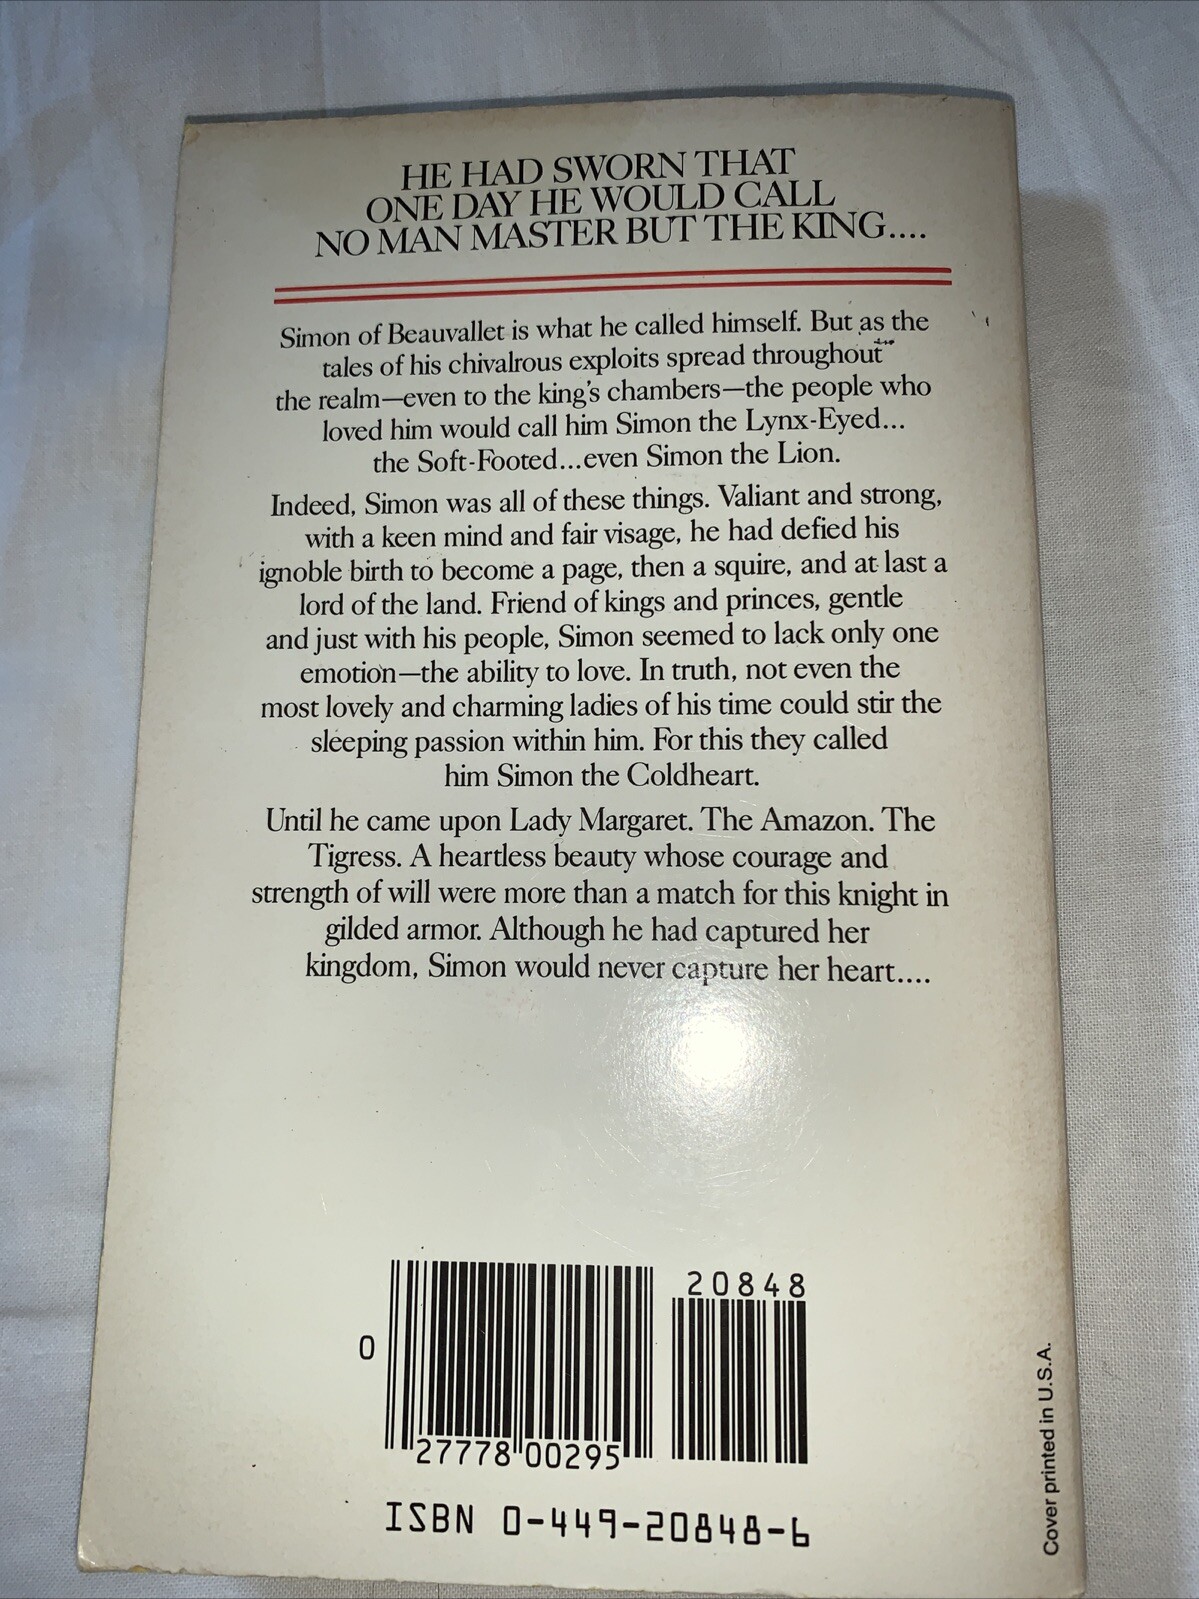 HE HAD SWORN THAT
ONE DAY HE WOULD CALL
NO MAN MASTER BUT THE KING....
Simon of Beauvallet is what he called himself. But as the
tales of his chivalrous exploits spread throughout
the realm—even to the king's chambers—the people who
loved him would call him Simon the Lynx-Eyed...
the Soft-Footed...even Simon the Lion.
Indeed, Simon was all of these things. Valiant and strong,
with a keen mind and fair visage, he had defied his
ignoble birth to become a page, then a squire, and at last a
lord of the land. Friend of kings and princes, gentle
and just with his people, Simon seemed to lack only one
emotion—the ability to love. In truth, not even the
most lovely and charming ladies of his time could stir the
sleeping passion within him. For this they called
him Simon the Coldheart.
Until he came upon Lady Margaret. The Amazon. The
Tigress. A heartless beauty whose courage and
strength of will were more than a match for this knight in
gilded armor. Although he had captured her
kingdom, Simon would never capture her heart....
20848
0
27778 00295
ISBN 0-449-20848-6
Cover printed in U.S.A.